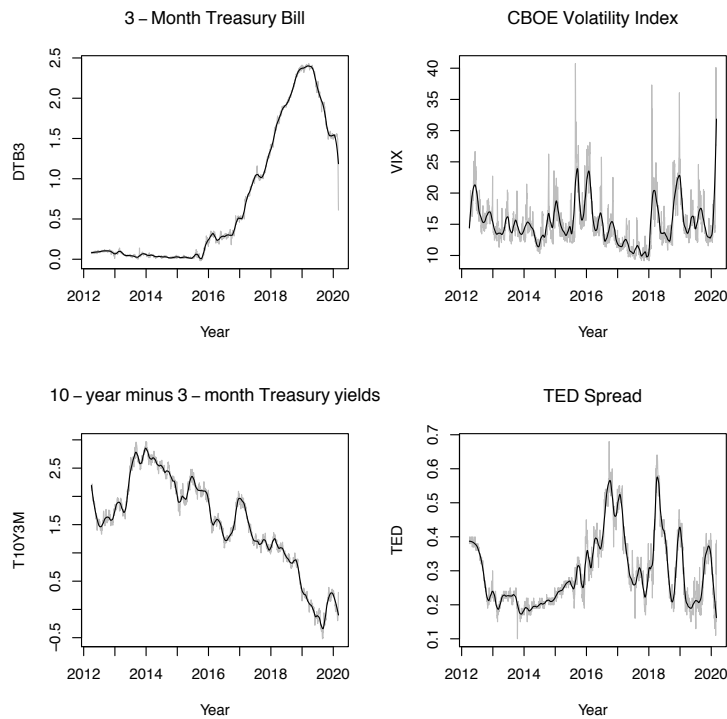 3 – Month Treasury Bill
DTB3
2.5
2.0
1.5
1.0
0.5
0.0
2012 2014 2016 2018 2020
Year
CBOE Volatility Index
VIX
40
35
30
25
20
15
10
2012 2014 2016 2018 2020
Year
10 – year minus 3 – month Treasury yields
T10Y3M
2.5
1.5
0.5
−0.5
2012 2014 2016 2018 2020
Year
TED Spread
TED
0.7
0.6
0.5
0.4
0.3
0.2
0.1
2012 2014 2016 2018 2020
Year